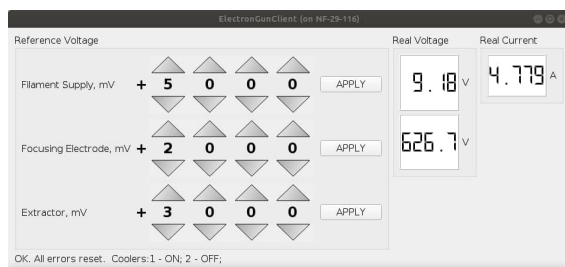 ElectronGunClient (on NF-29-116)
Reference Voltage
Real Voltage
Real Current
Filament Supply, mV + 5 0 0 0 APPLY
9.18 V
4.779 A
Focusing Electrode, mV + 2 0 0 0 APPLY
626.7 V
Extractor, mV + 3 0 0 0 APPLY
OK. All errors reset. Coolers:1 - ON; 2 - OFF;